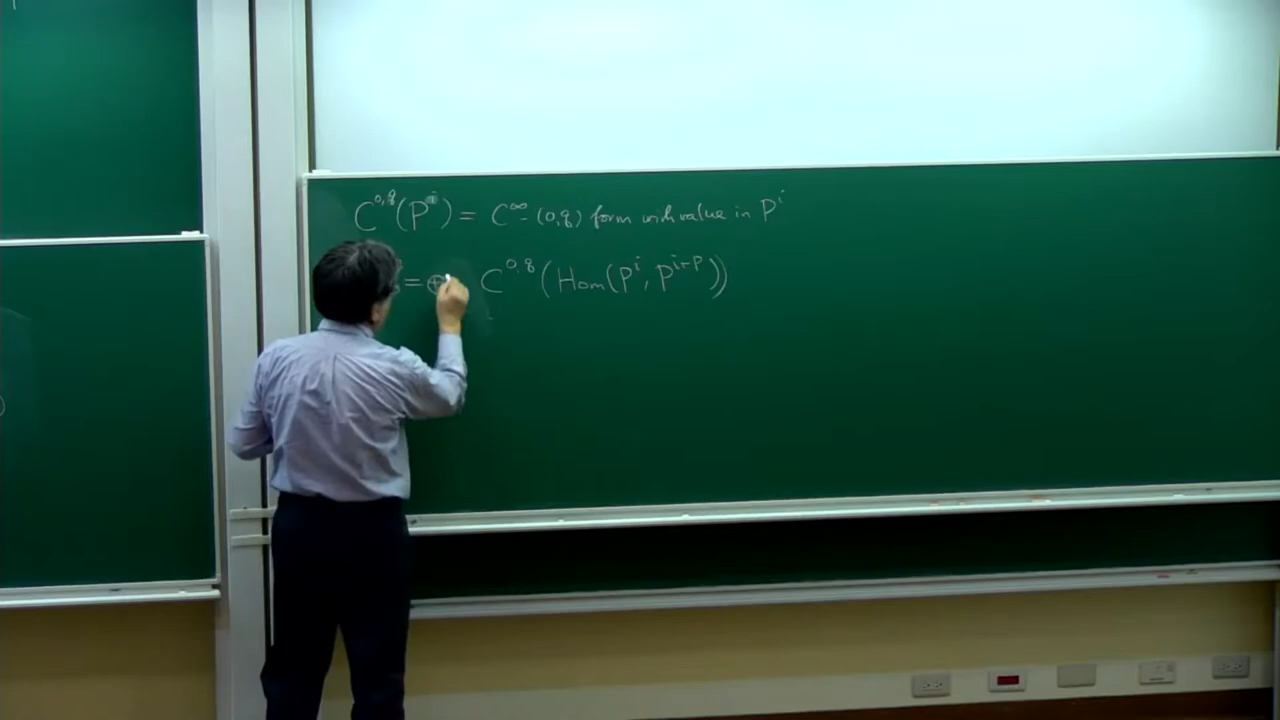 C^{0,q}(P^i) = C^∞-(0,q) form with value in P^i
= ⊕ C^{0,q}(Hom(P^i, P^{i+p}))